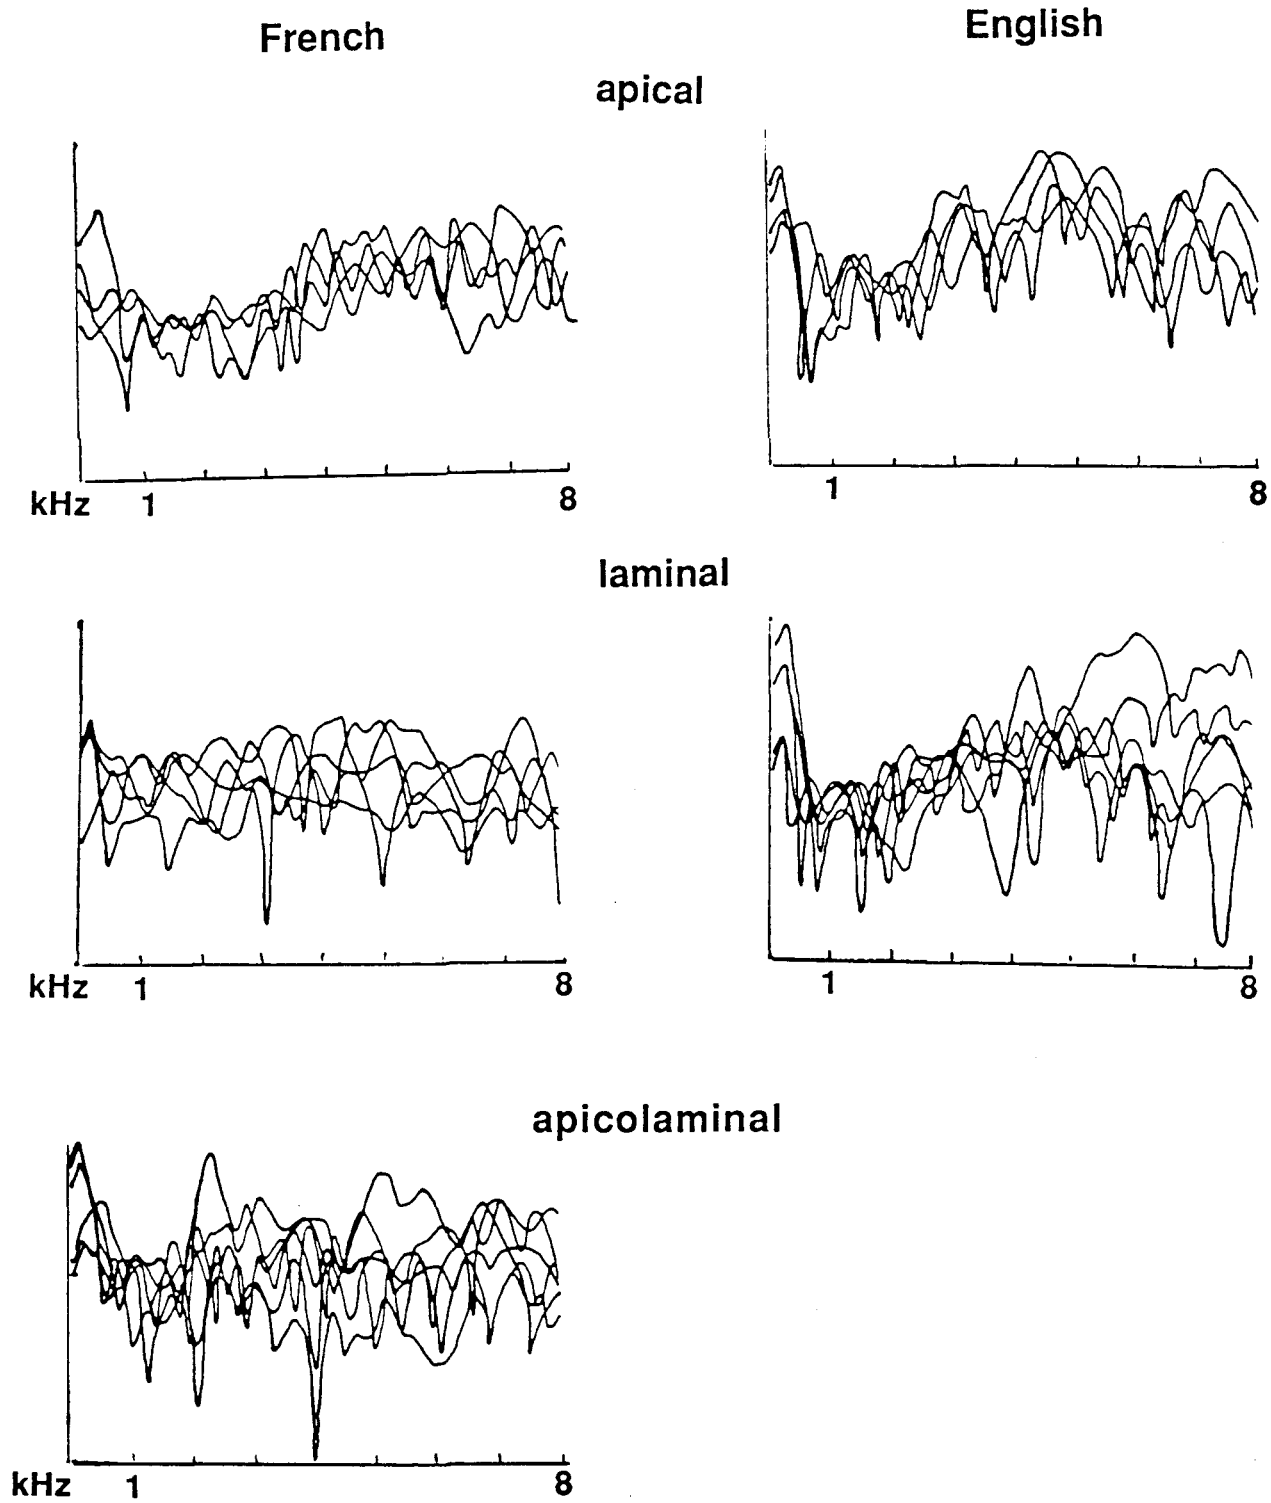 French English
apical
kHz 1 8 1 8
laminal
kHz 1 8 1 8
apicolaminal
kHz 1 8